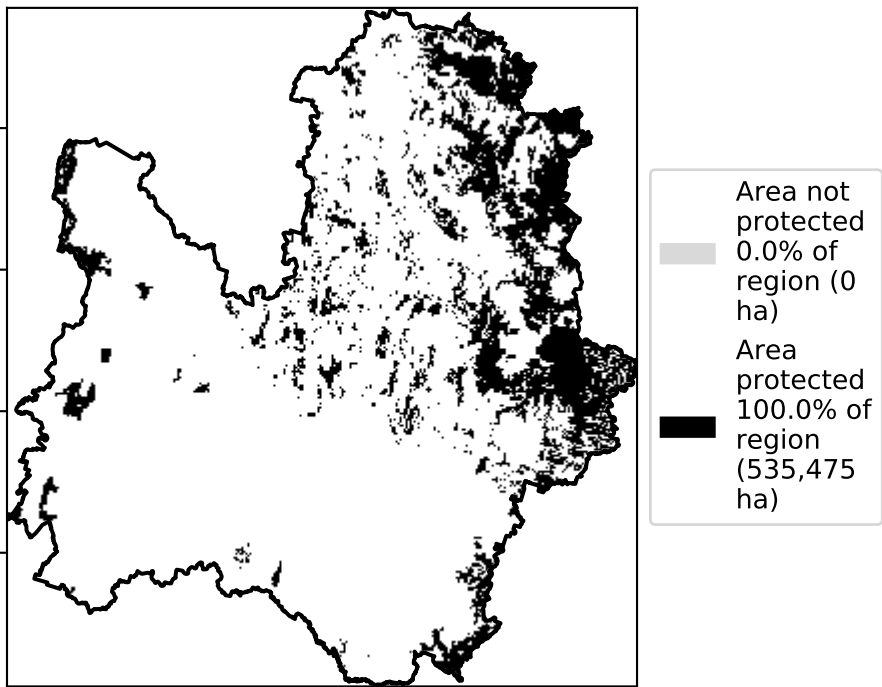 Area not
protected
0.0% of
region (0
ha)
Area
protected
100.0% of
region
(535,475
ha)